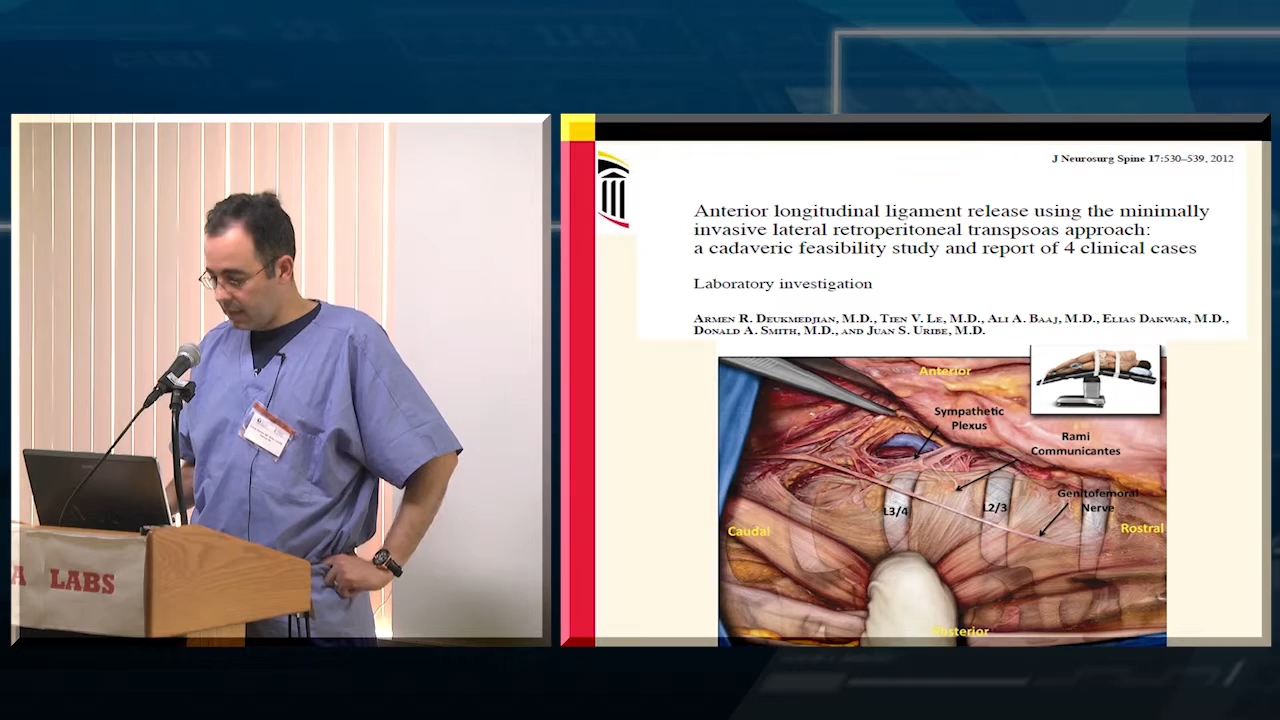 A LABS
J Neurosurg Spine 17:530–539, 2012
Anterior longitudinal ligament release using the minimally
invasive lateral retroperitoneal transpsoas approach:
a cadaveric feasibility study and report of 4 clinical cases
Laboratory investigation
Armen R. Deukmedjian, M.D., Tien V. Le, M.D., Ali A. Baaj, M.D., Elias Dakwar, M.D.,
Donald A. Smith, M.D., and Juan S. Uribe, M.D.
Anterior
Sympathetic
Plexus
Rami
Communicantes
Genitofemoral
Nerve
L3/4
L2/3
Caudal
Rostral
Posterior